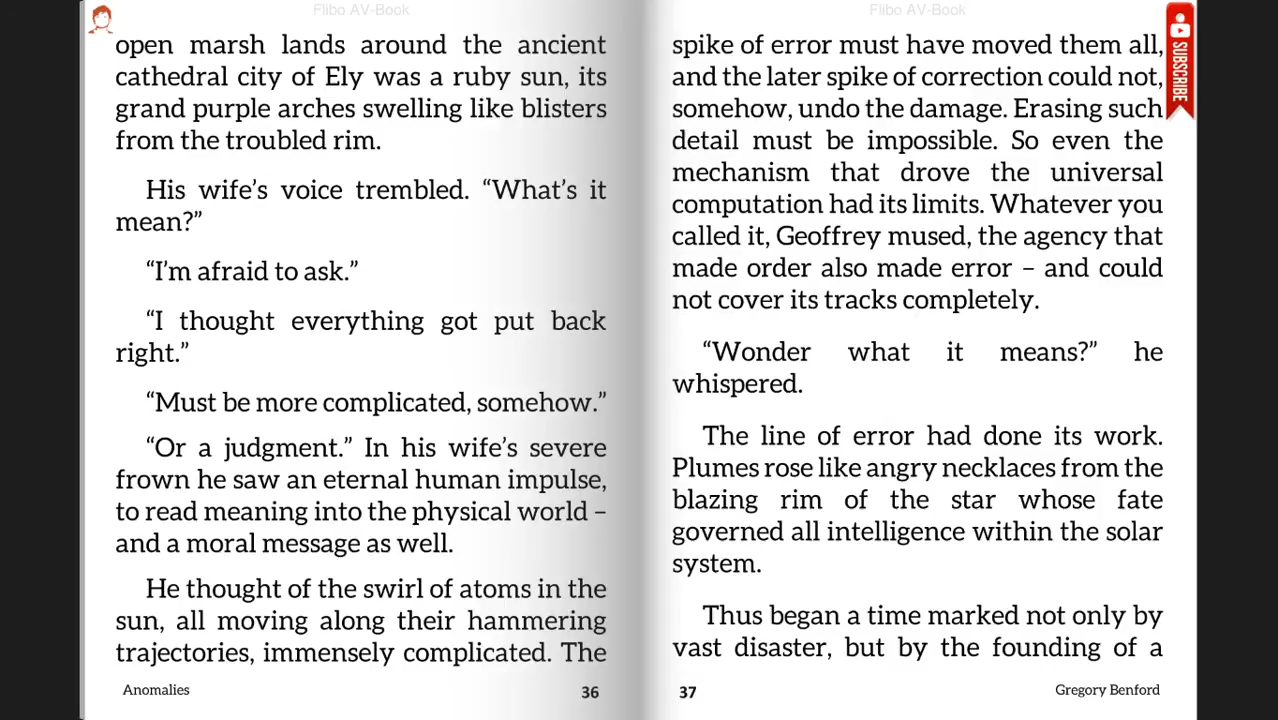 Flibo AV-Book
open marsh lands around the ancient
cathedral city of Ely was a ruby sun, its
grand purple arches swelling like blisters
from the troubled rim.
His wife’s voice trembled. “What’s it
mean?”
“I’m afraid to ask.”
“I thought everything got put back
right.”
“Must be more complicated, somehow.”
“Or a judgment.” In his wife’s severe
frown he saw an eternal human impulse,
to read meaning into the physical world –
and a moral message as well.
He thought of the swirl of atoms in the
sun, all moving along their hammering
trajectories, immensely complicated. The
Anomalies
36
Flibo AV-Book
spike of error must have moved them all,
and the later spike of correction could not,
somehow, undo the damage. Erasing such
detail must be impossible. So even the
mechanism that drove the universal
computation had its limits. Whatever you
called it, Geoffrey mused, the agency that
made order also made error – and could
not cover its tracks completely.
“Wonder what it means?” he
whispered.
The line of error had done its work.
Plumes rose like angry necklaces from the
blazing rim of the star whose fate
governed all intelligence within the solar
system.
Thus began a time marked not only by
vast disaster, but by the founding of a
37
Gregory Benford
SUBSCRIBE